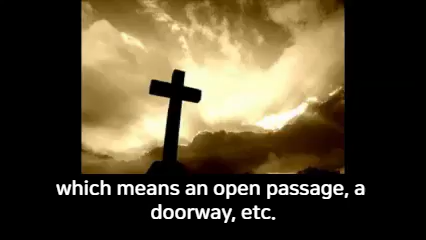 which means an open passage, a
doorway, etc.